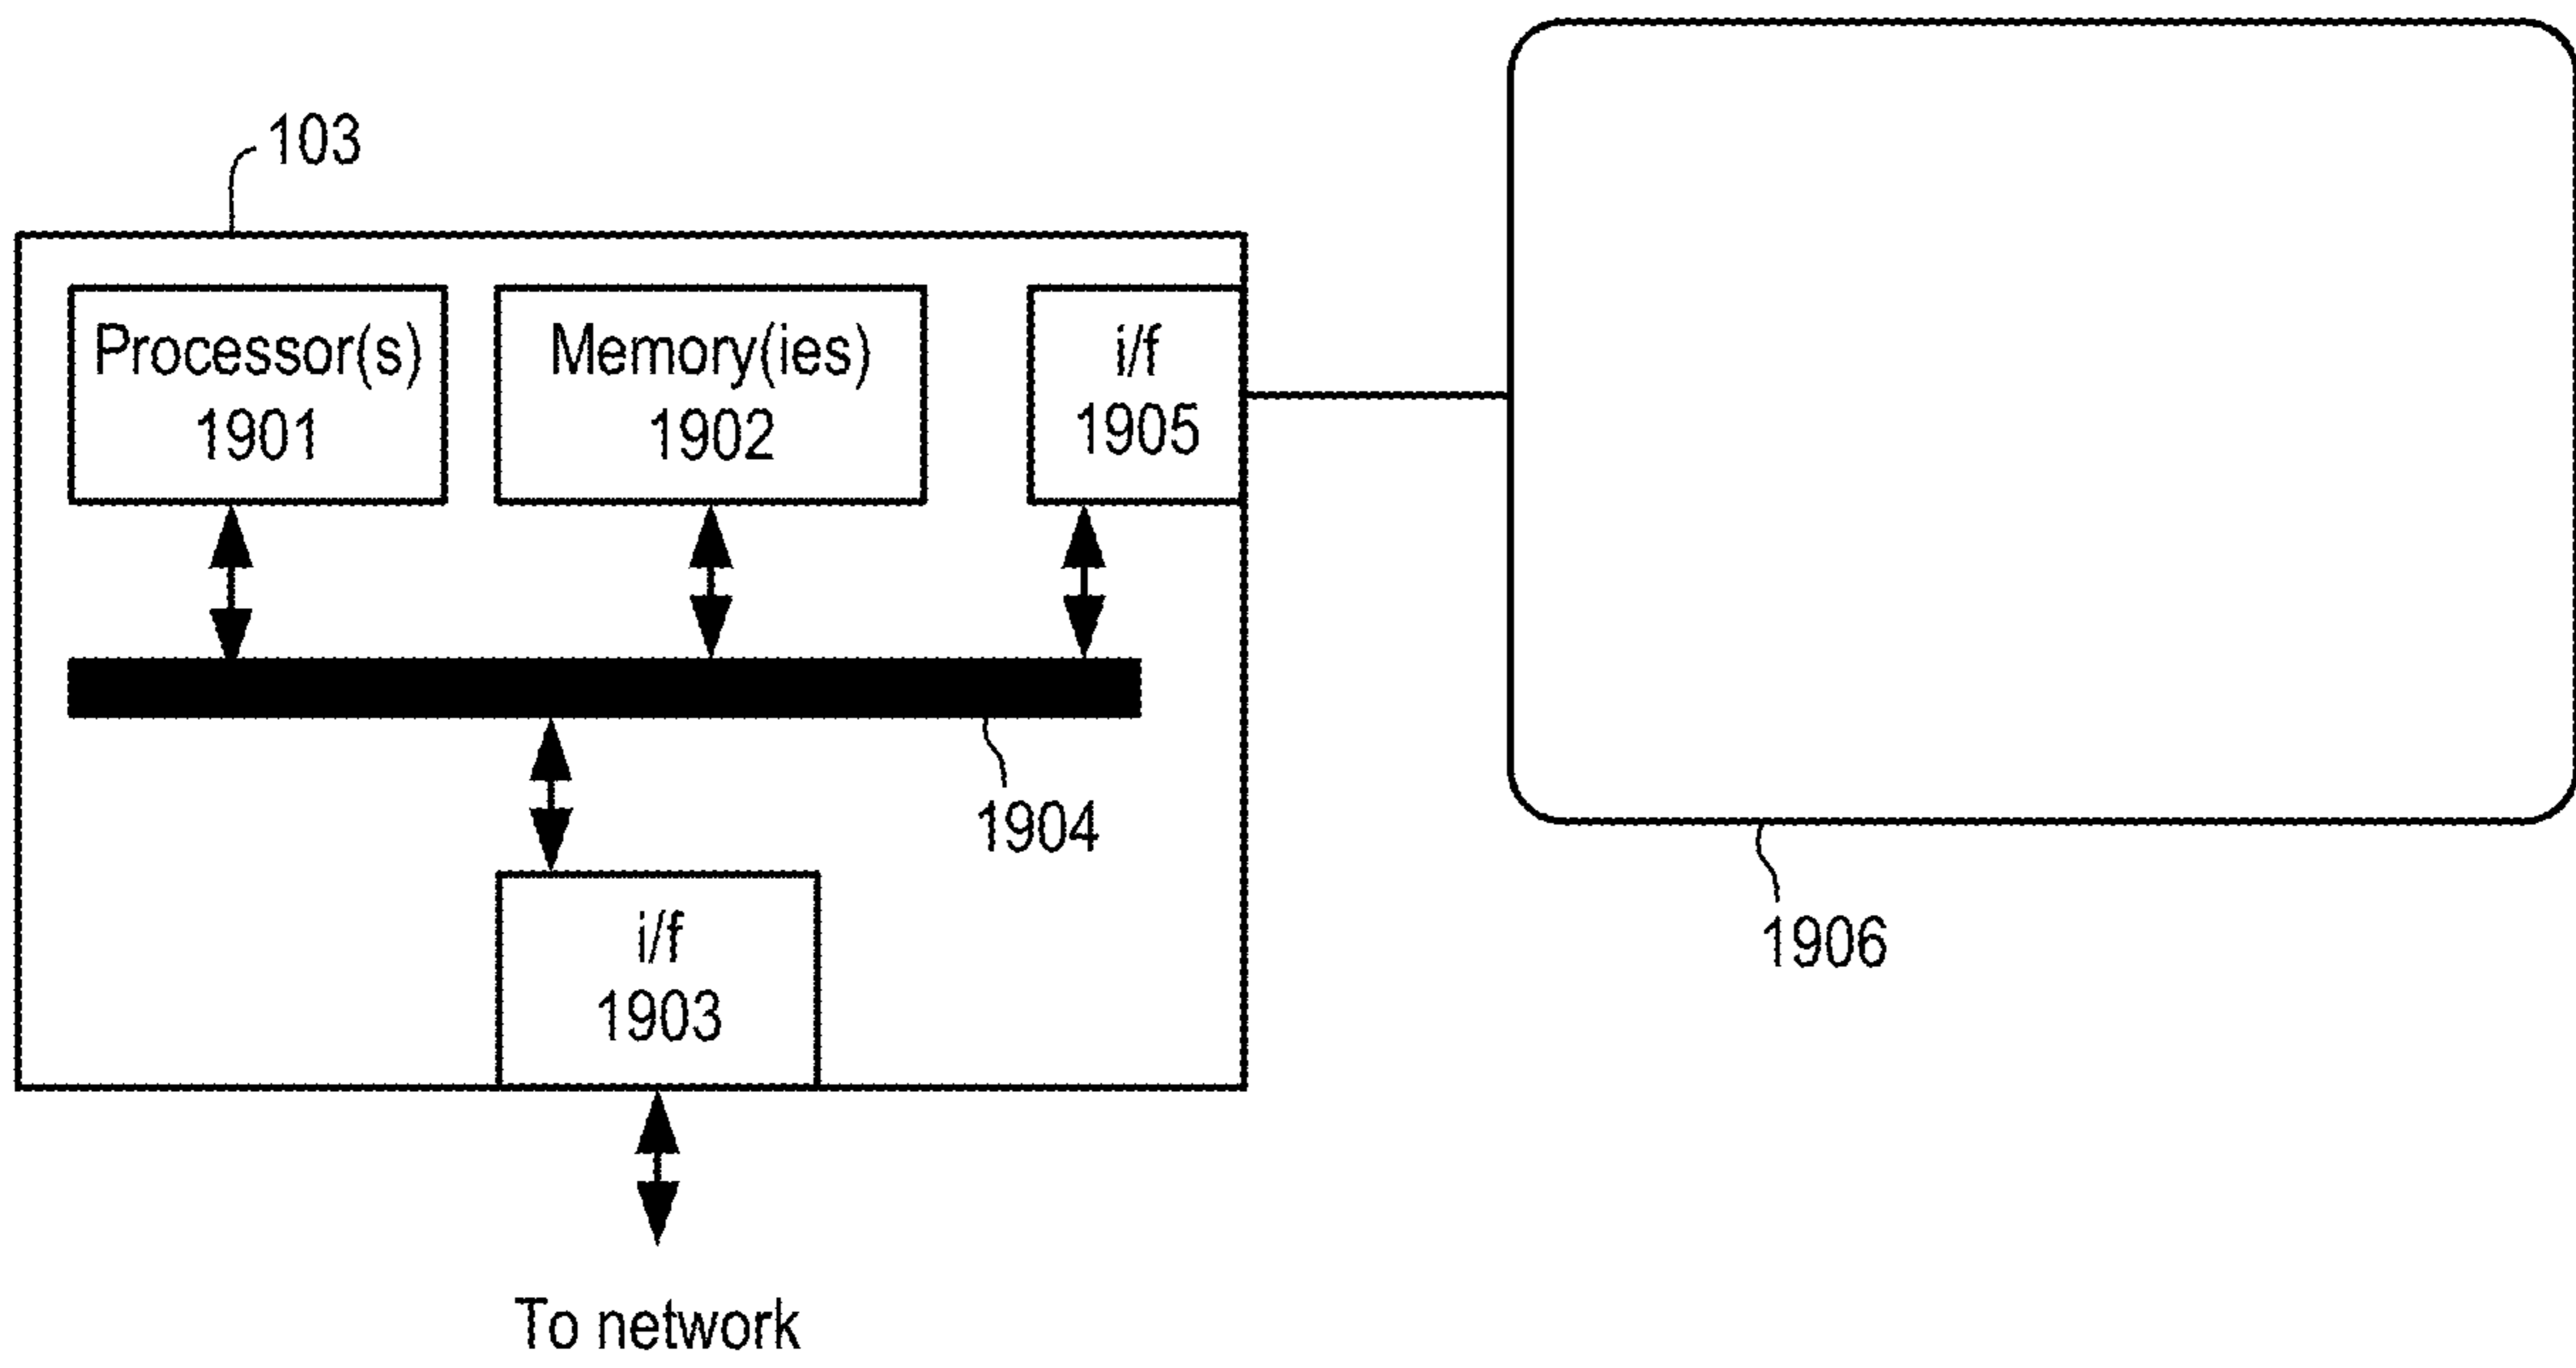 103
Processor(s)
1901
Memory(ies)
1902
i/f
1905
1904
1906
i/f
1903
To network